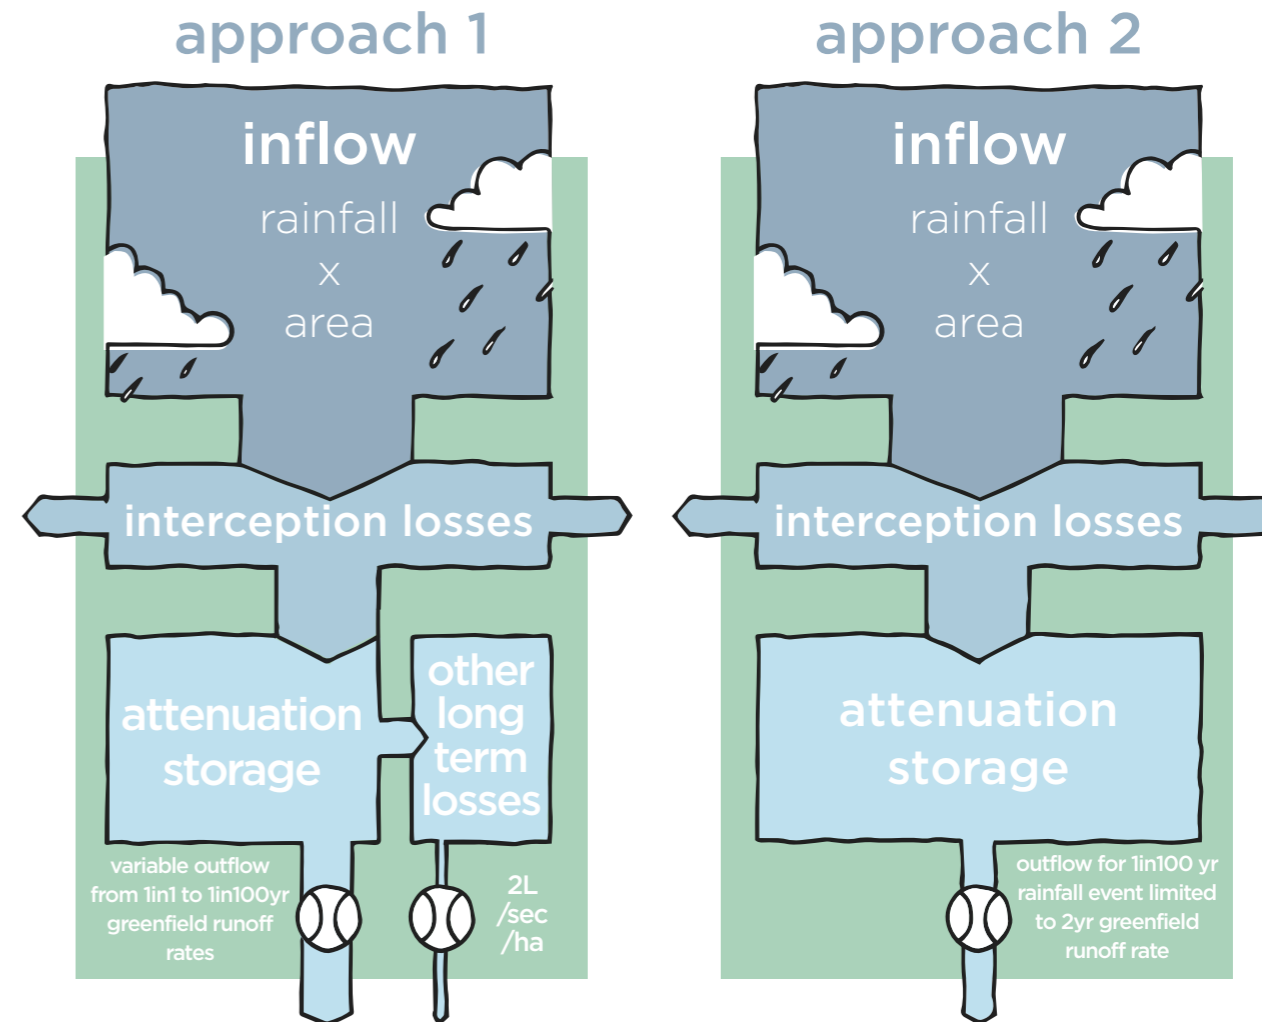 approach 1
inflow
rainfall
x
area
interception losses
attenuation
storage
other
long
term
losses
variable outflow
from 1in1 to 1in100yr
greenfield runoff
rates
2L
/sec
/ha
approach 2
inflow
rainfall
x
area
interception losses
attenuation
storage
outflow for 1in100 yr
rainfall event limited
to 2yr greenfield
runoff rate